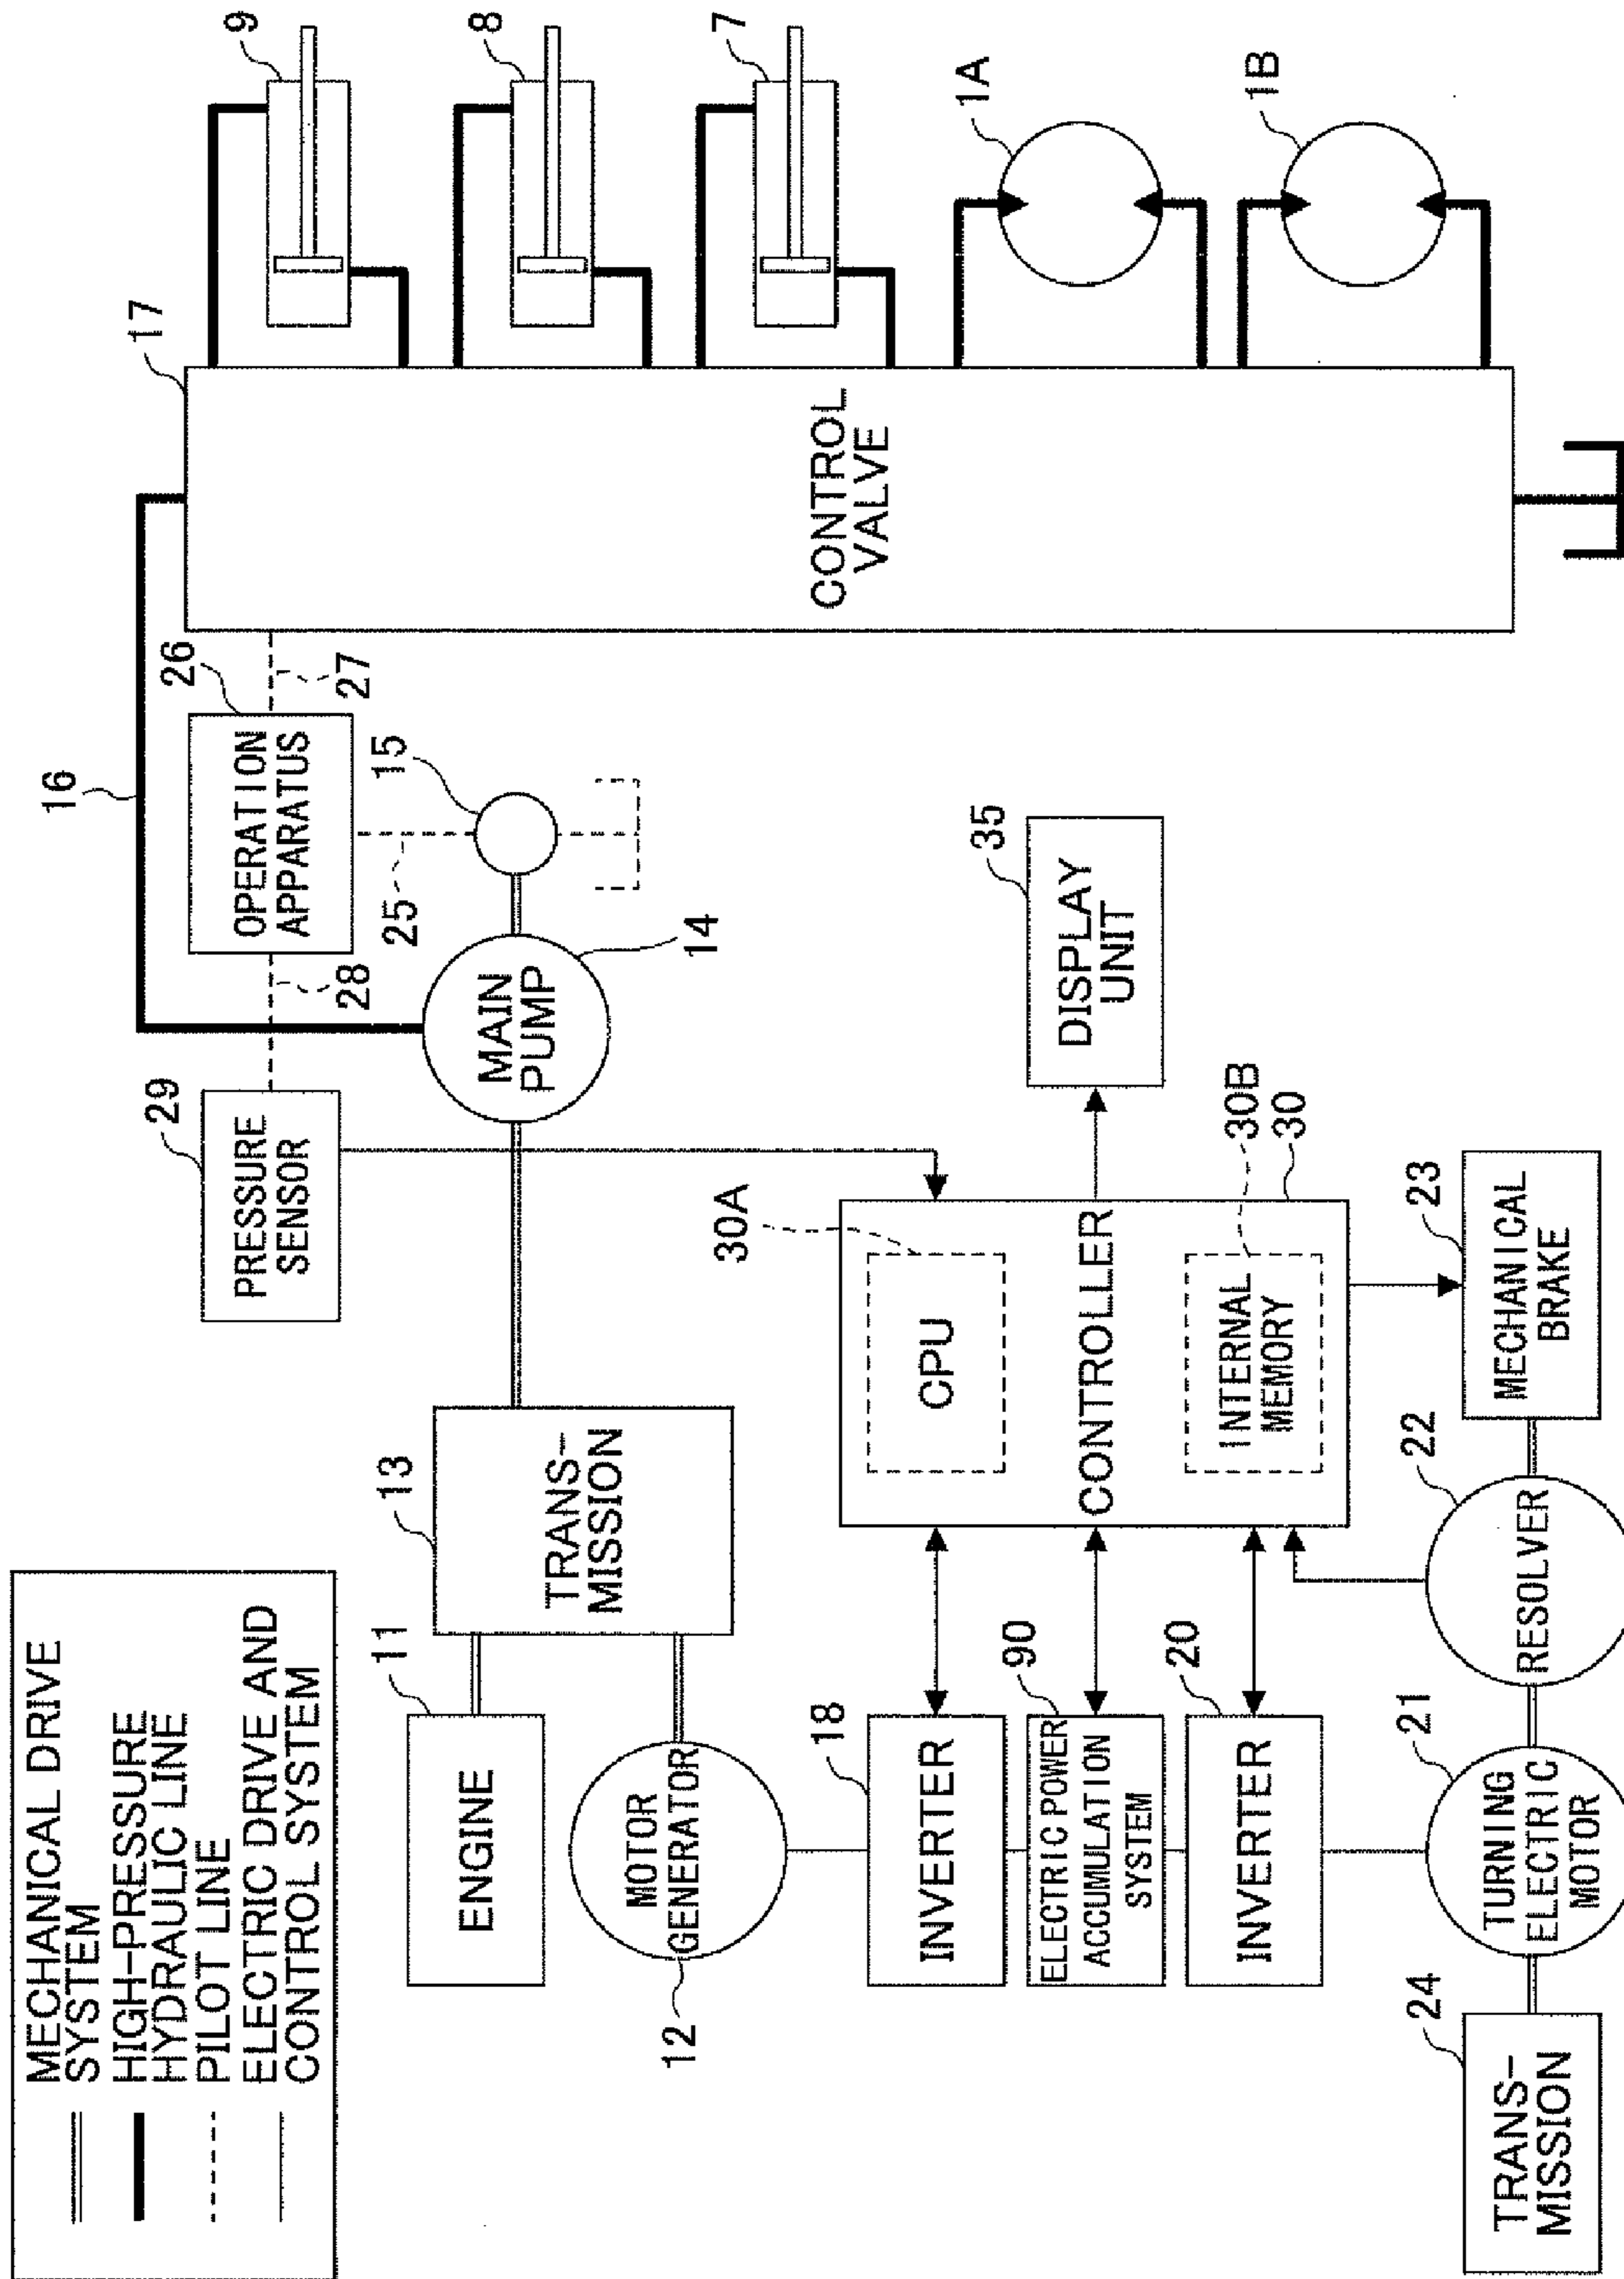 MECHANICAL DRIVE
SYSTEM
HIGH-PRESSURE
HYDRAULIC LINE
PILOT LINE
ELECTRIC DRIVE AND
CONTROL SYSTEM
9
8
7
1A
1B
17
CONTROL
VALVE
16
26
OPERATION
APPARATUS
27
28
25
15
29
PRESSURE
SENSOR
14
MAIN
PUMP
13
TRANS-
MISSION
11
ENGINE
MOTOR
GENERATOR
12
18
INVERTER
90
ELECTRIC POWER
ACCUMULATION
SYSTEM
20
INVERTER
30A
CPU
CONTROLLER
INTERNAL
MEMORY
30B
30
35
DISPLAY
UNIT
23
MECHANICAL
BRAKE
22
RESOLVER
21
TURNING
ELECTRIC
MOTOR
24
TRANS-
MISSION